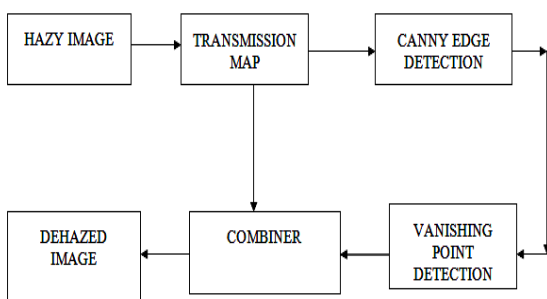 HAZY IMAGE
TRANSMISSION
MAP
CANNY EDGE
DETECTION
DEHAZED
IMAGE
COMBINER
VANISHING
POINT
DETECTION